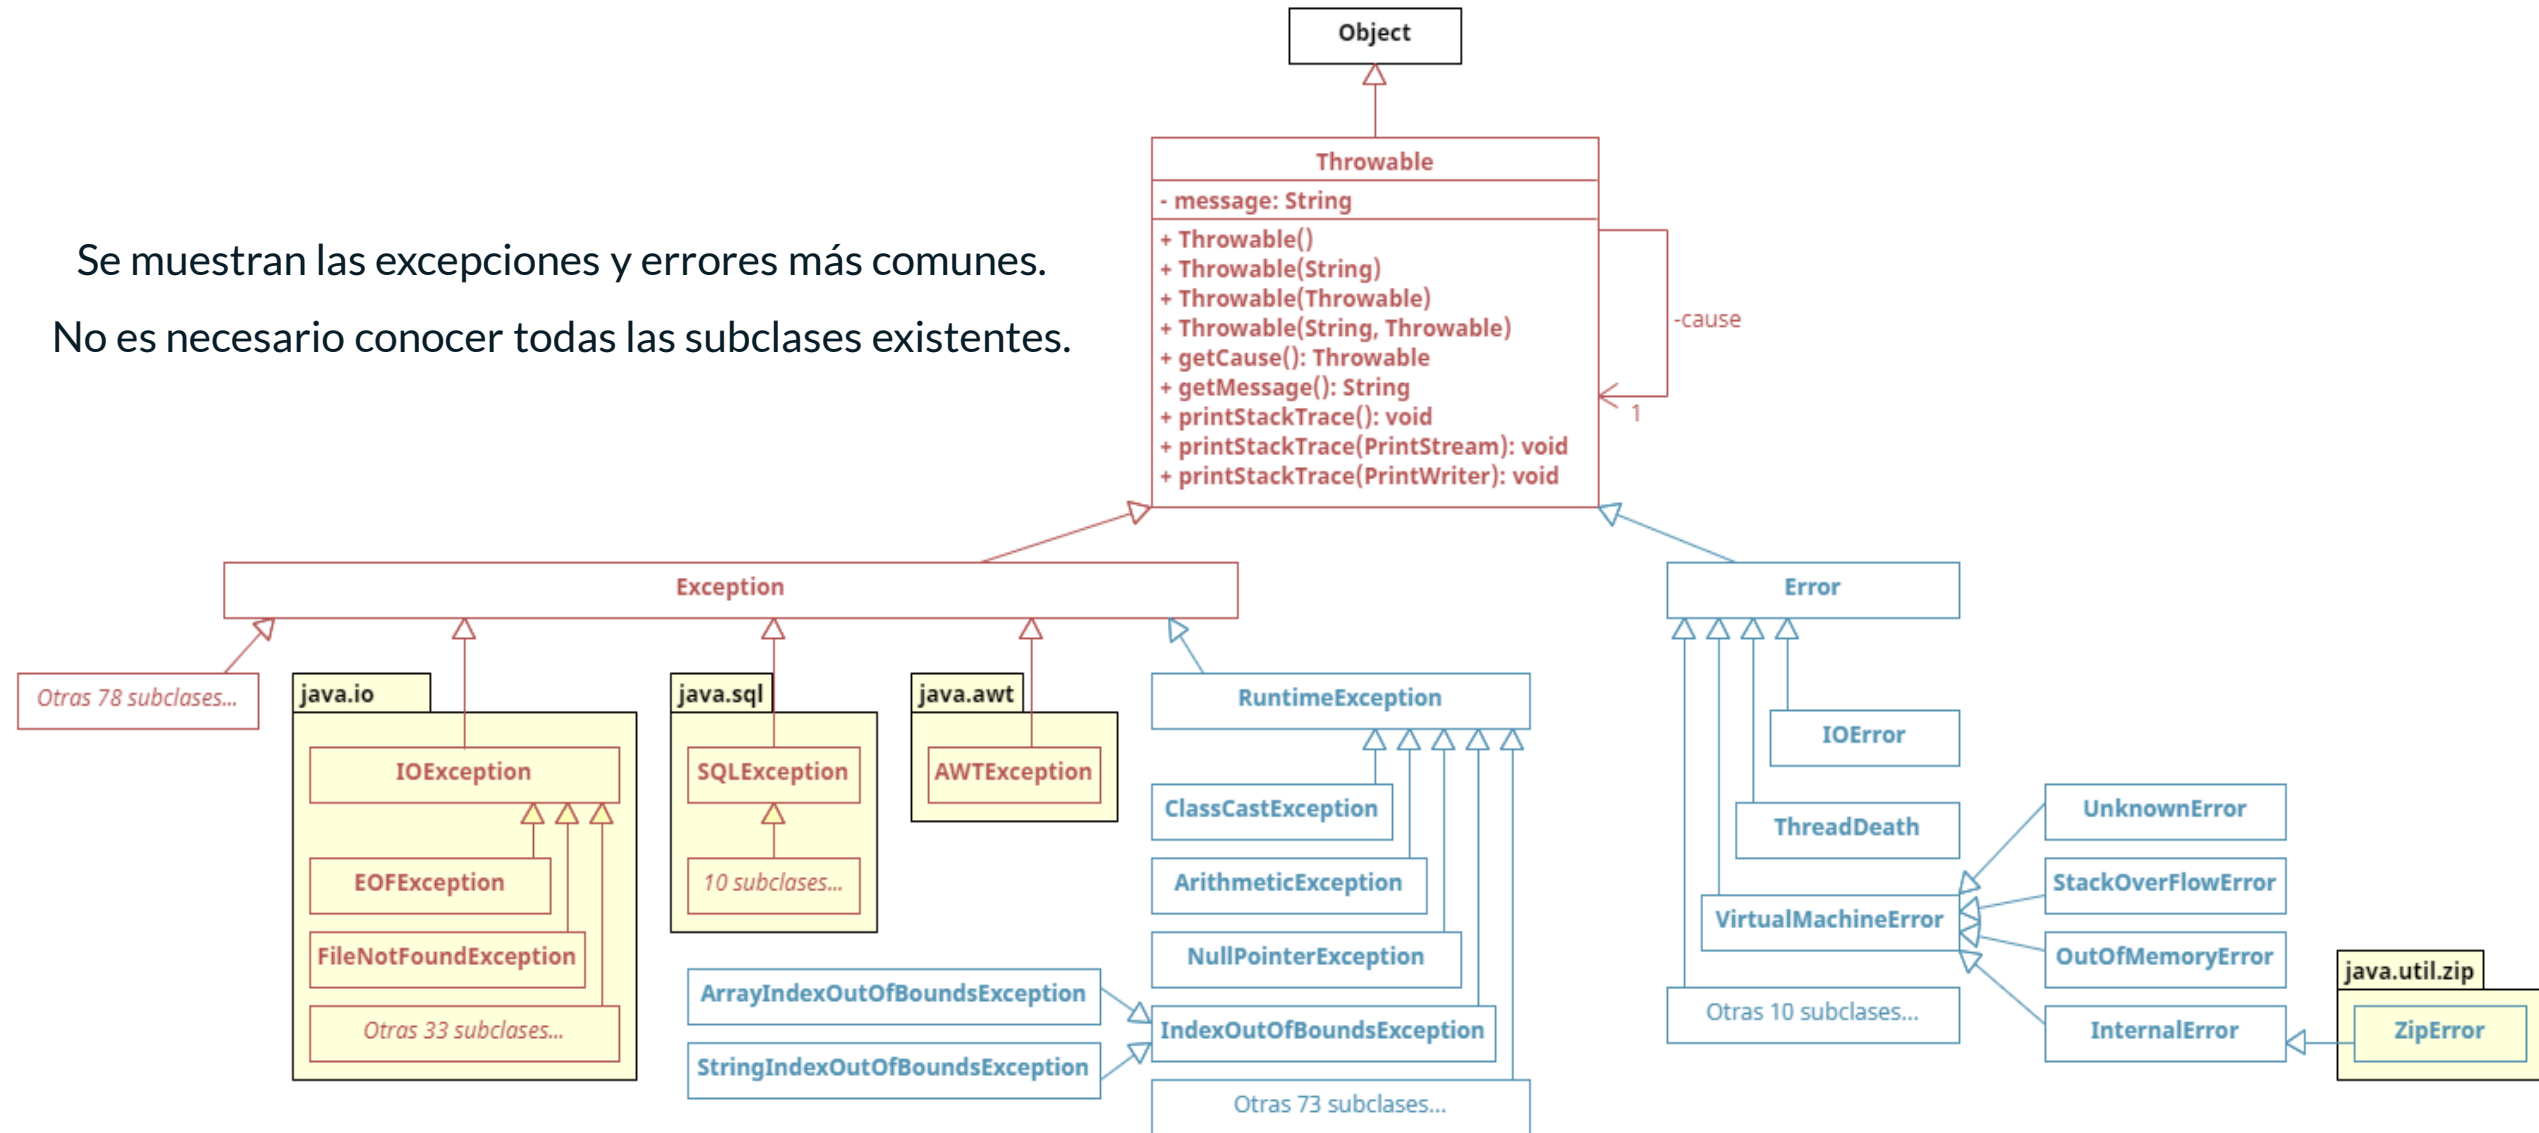 Object
Throwable
- message: String
+ Throwable()
+ Throwable(String)
+ Throwable(Throwable)
+ Throwable(String, Throwable)
+ getCause(): Throwable
+ getMessage(): String
+ printStackTrace(): void
+ printStackTrace(PrintStream): void
+ printStackTrace(PrintWriter): void
-cause
1
Se muestran las excepciones y errores más comunes.
No es necesario conocer todas las subclases existentes.
Exception
Error
Otras 78 subclases...
java.io
IOException
EOFException
FileNotFoundException
Otras 33 subclases...
java.sql
SQLException
10 subclases...
java.awt
AWTException
RuntimeException
ClassCastException
ArithmeticException
NullPointerException
ArrayIndexOutOfBoundsException
StringIndexOutOfBoundsException
IndexOutOfBoundsException
Otras 73 subclases...
IOError
ThreadDeath
VirtualMachineError
Otras 10 subclases...
UnknownError
StackOverFlowError
OutOfMemoryError
InternalError
java.util.zip
ZipError